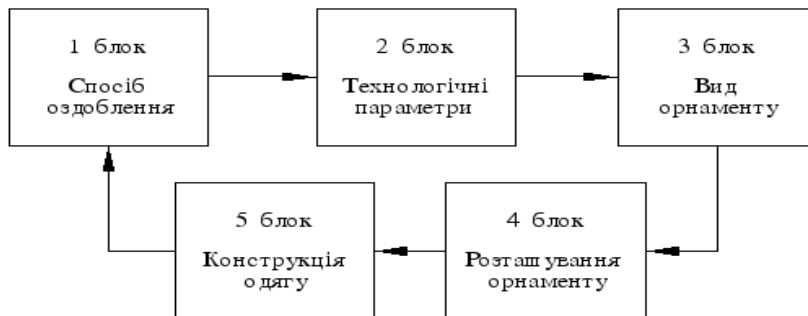 1 блок
Спосіб
оздоблення
2 блок
Технологічні
параметри
3 блок
Вид
орнаменту
5 блок
Конструкція
одягу
4 блок
Розташування
орнаменту